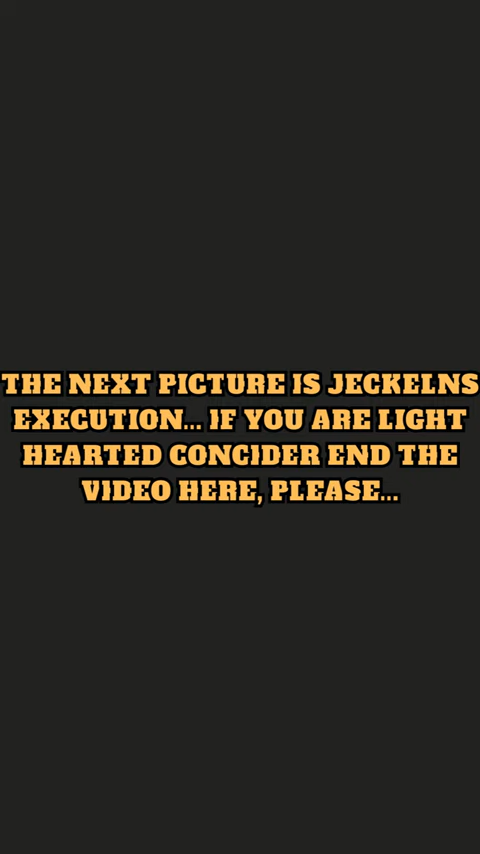 THE NEXT PICTURE IS JECKELNS
EXECUTION... IF YOU ARE LIGHT
HEARTED CONCIDER END THE
VIDEO HERE, PLEASE...